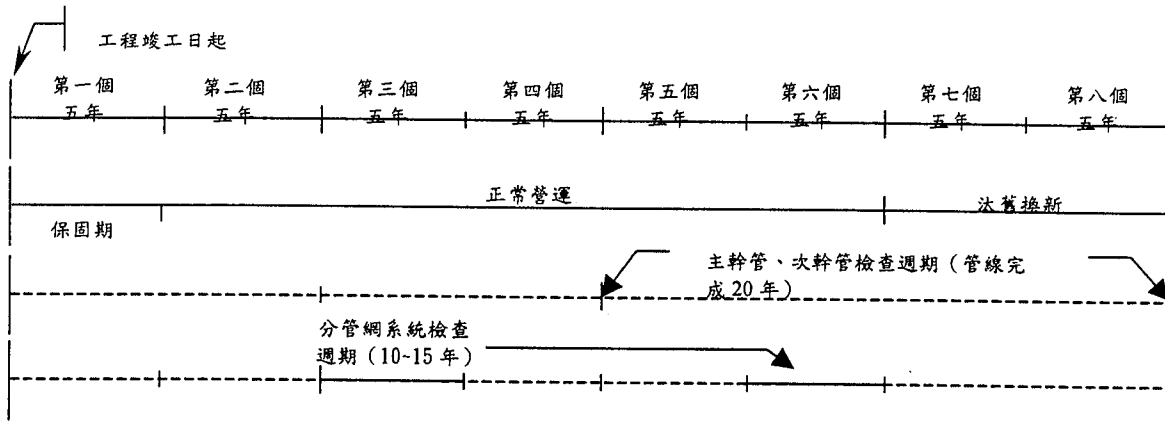 工程竣工日起
第一個
五年
第二個
五年
第三個
五年
第四個
五年
第五個
五年
第六個
五年
第七個
五年
第八個
五年
正常營運
汰舊換新
保固期
主幹管、次幹管檢查週期（管線完
成20年）
分管網系統檢查
週期（10~15年）